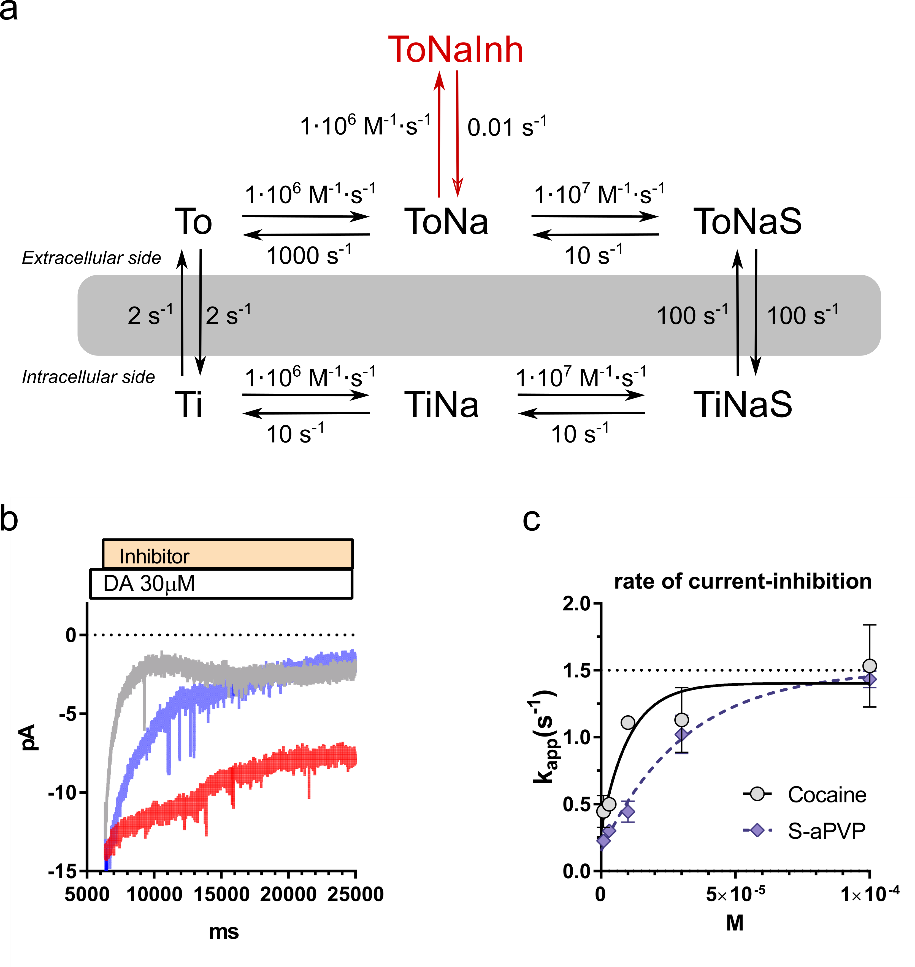 a
ToNaInh
1·10⁶ M⁻¹·s⁻¹ 0.01 s⁻¹
1·10⁶ M⁻¹·s⁻¹ 1·10⁷ M⁻¹·s⁻¹
To ToNa ToNaS
1000 s⁻¹ 10 s⁻¹
Extracellular side
2 s⁻¹ 2 s⁻¹ 100 s⁻¹ 100 s⁻¹
Intracellular side
1·10⁶ M⁻¹·s⁻¹ 1·10⁷ M⁻¹·s⁻¹
Ti TiNa TiNaS
10 s⁻¹ 10 s⁻¹
b
Inhibitor
DA 30μM
0
-5
-10
-15
pA
5000 10000 15000 20000 25000
ms
c
rate of current-inhibition
2.0
1.5
1.0
0.5
0.0
kapp(s⁻¹)
Cocaine
S-aPVP
0 5×10⁻⁵ 1×10⁻⁴
M